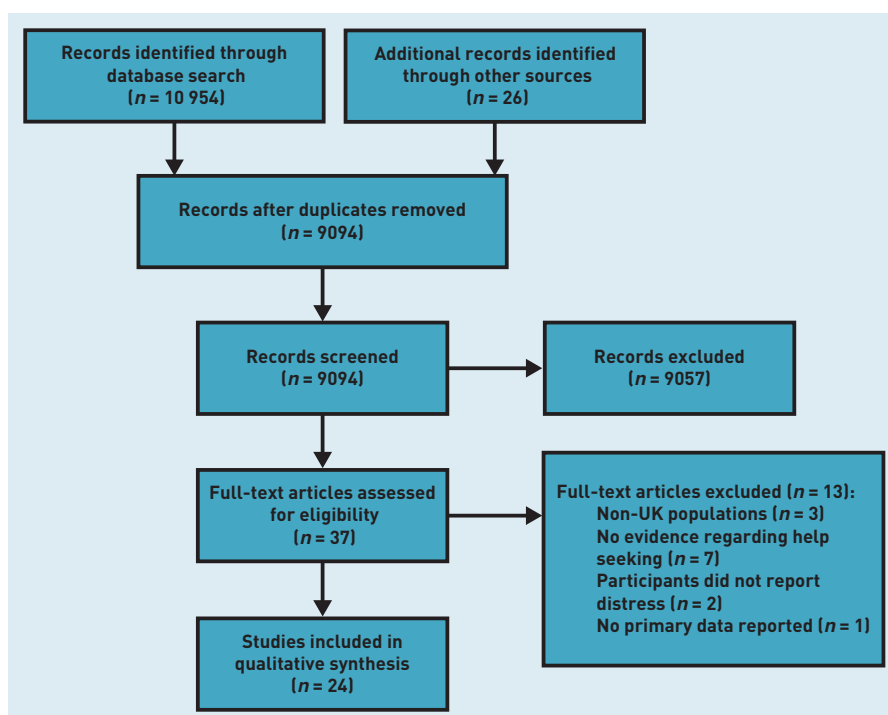 Records identified through
database search
(n = 10 954)
Additional records identified
through other sources
(n = 26)
Records after duplicates removed
(n = 9094)
Records screened
(n = 9094)
Records excluded
(n = 9057)
Full-text articles assessed
for eligibility
(n = 37)
Full-text articles excluded (n = 13):
Non-UK populations (n = 3)
No evidence regarding help
seeking (n = 7)
Participants did not report
distress (n = 2)
No primary data reported (n = 1)
Studies included in
qualitative synthesis
(n = 24)